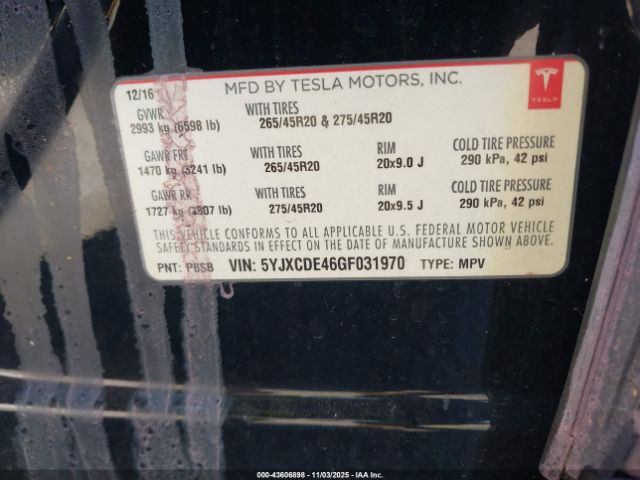 12/16 MFD BY TESLA MOTORS, INC.
GVWR WITH TIRES
2993 kg (6598 lb) 265/45R20 & 275/45R20
GAWR FRT WITH TIRES RIM COLD TIRE PRESSURE
1470 kg (3241 lb) 265/45R20 20x9.0 J 290 kPa, 42 psi
GAWR RR WITH TIRES RIM COLD TIRE PRESSURE
1727 kg (3807 lb) 275/45R20 20x9.5 J 290 kPa, 42 psi
THIS VEHICLE CONFORMS TO ALL APPLICABLE U.S. FEDERAL MOTOR VEHICLE
SAFETY STANDARDS IN EFFECT ON THE DATE OF MANUFACTURE SHOWN ABOVE.
PNT: PBSB VIN: 5YJXCDE46GF031970 TYPE: MPV
TESLA
43606898 - 11/03/2025 - IAA Inc.